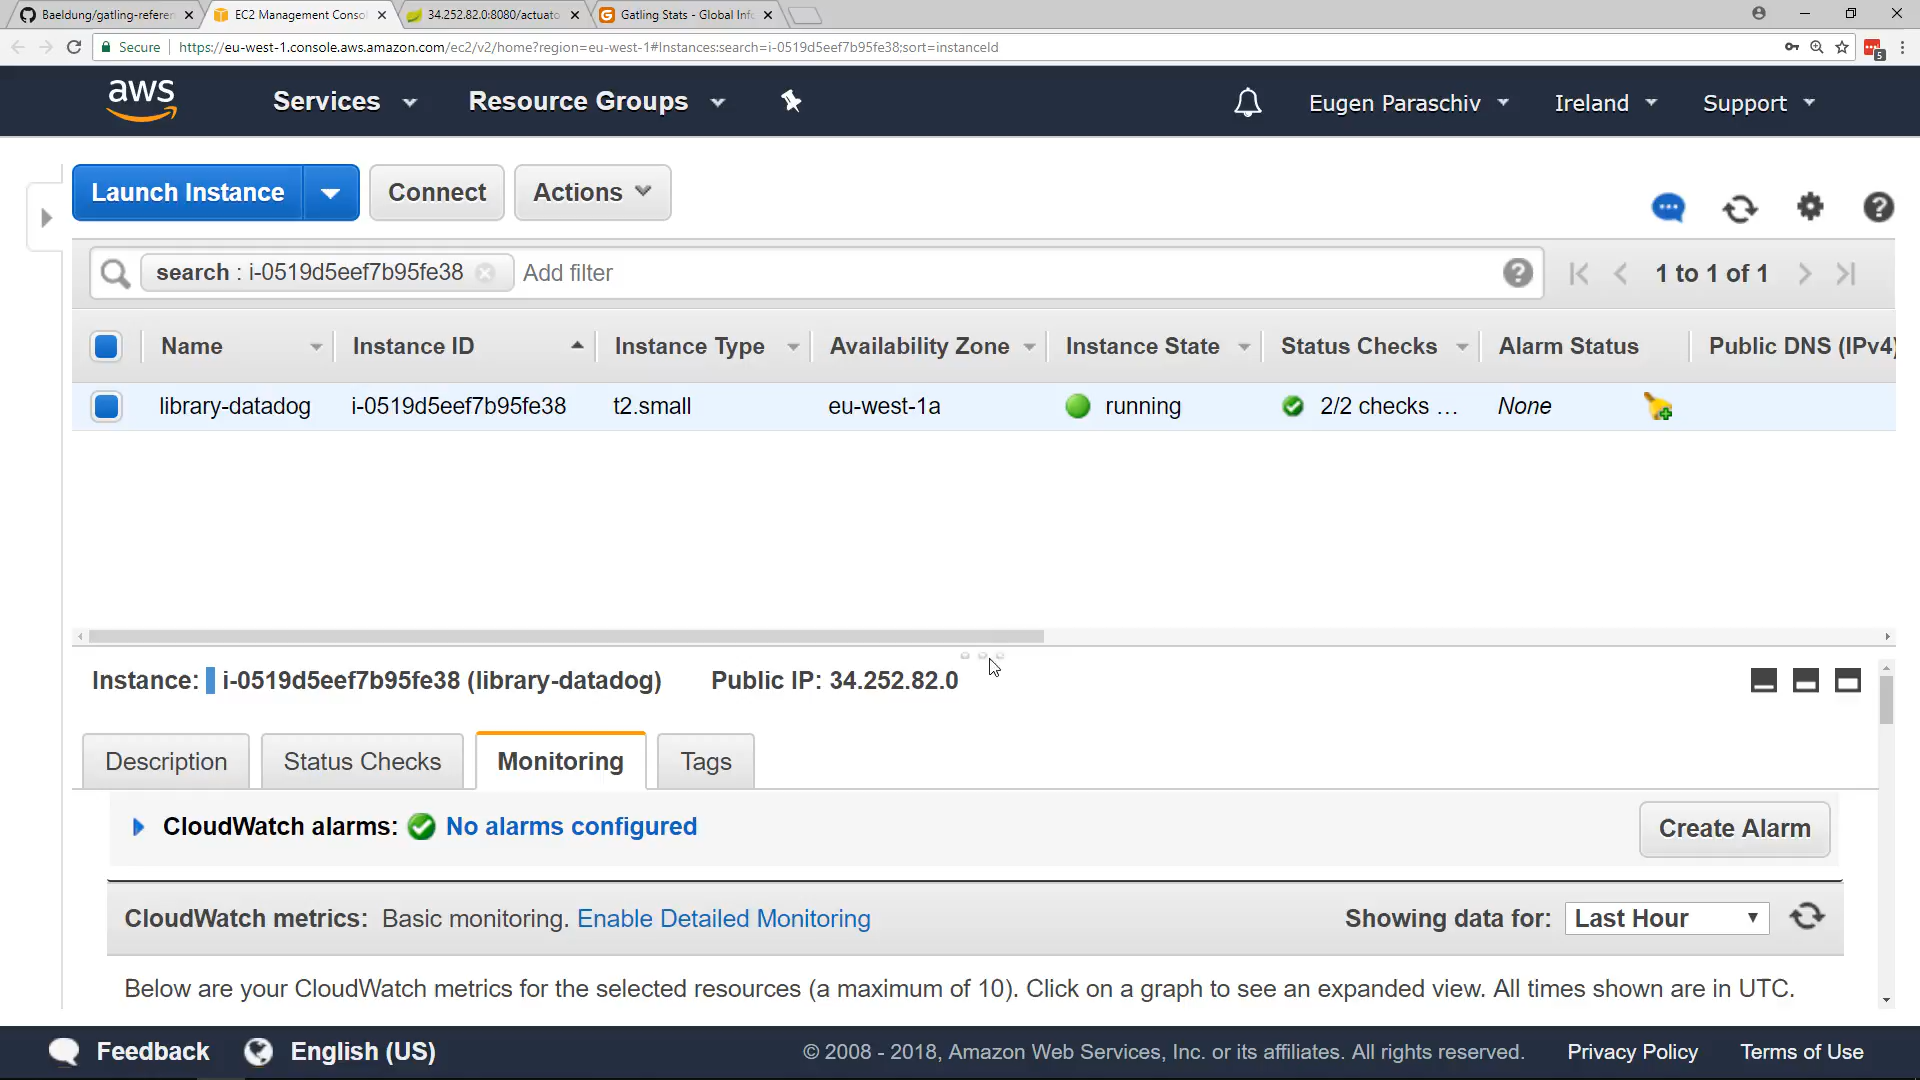 Baeldung/gatling-referen
EC2 Management Conso
34.252.82.0:8080/actuato
Gatling Stats - Global Inf
Secure
https://eu-west-1.console.aws.amazon.com/ec2/v2/home?region=eu-west-1#Instances:search=i-0519d5eef7b95fe38;sort=instanceId
5
aws
Services
Resource Groups
Eugen Paraschiv
Ireland
Support
Launch Instance
Connect
Actions
search : i-0519d5eef7b95fe38
Add filter
1 to 1 of 1
Name
Instance ID
Instance Type
Availability Zone
Instance State
Status Checks
Alarm Status
Public DNS (IPv4)
library-datadog
i-0519d5eef7b95fe38
t2.small
eu-west-1a
running
2/2 checks …
None
Instance: i-0519d5eef7b95fe38 (library-datadog)
Public IP: 34.252.82.0
Description
Status Checks
Monitoring
Tags
CloudWatch alarms:
No alarms configured
Create Alarm
CloudWatch metrics: Basic monitoring. Enable Detailed Monitoring
Showing data for:
Last Hour
Below are your CloudWatch metrics for the selected resources (a maximum of 10). Click on a graph to see an expanded view. All times shown are in UTC.
Feedback
English (US)
© 2008 - 2018, Amazon Web Services, Inc. or its affiliates. All rights reserved.
Privacy Policy
Terms of Use